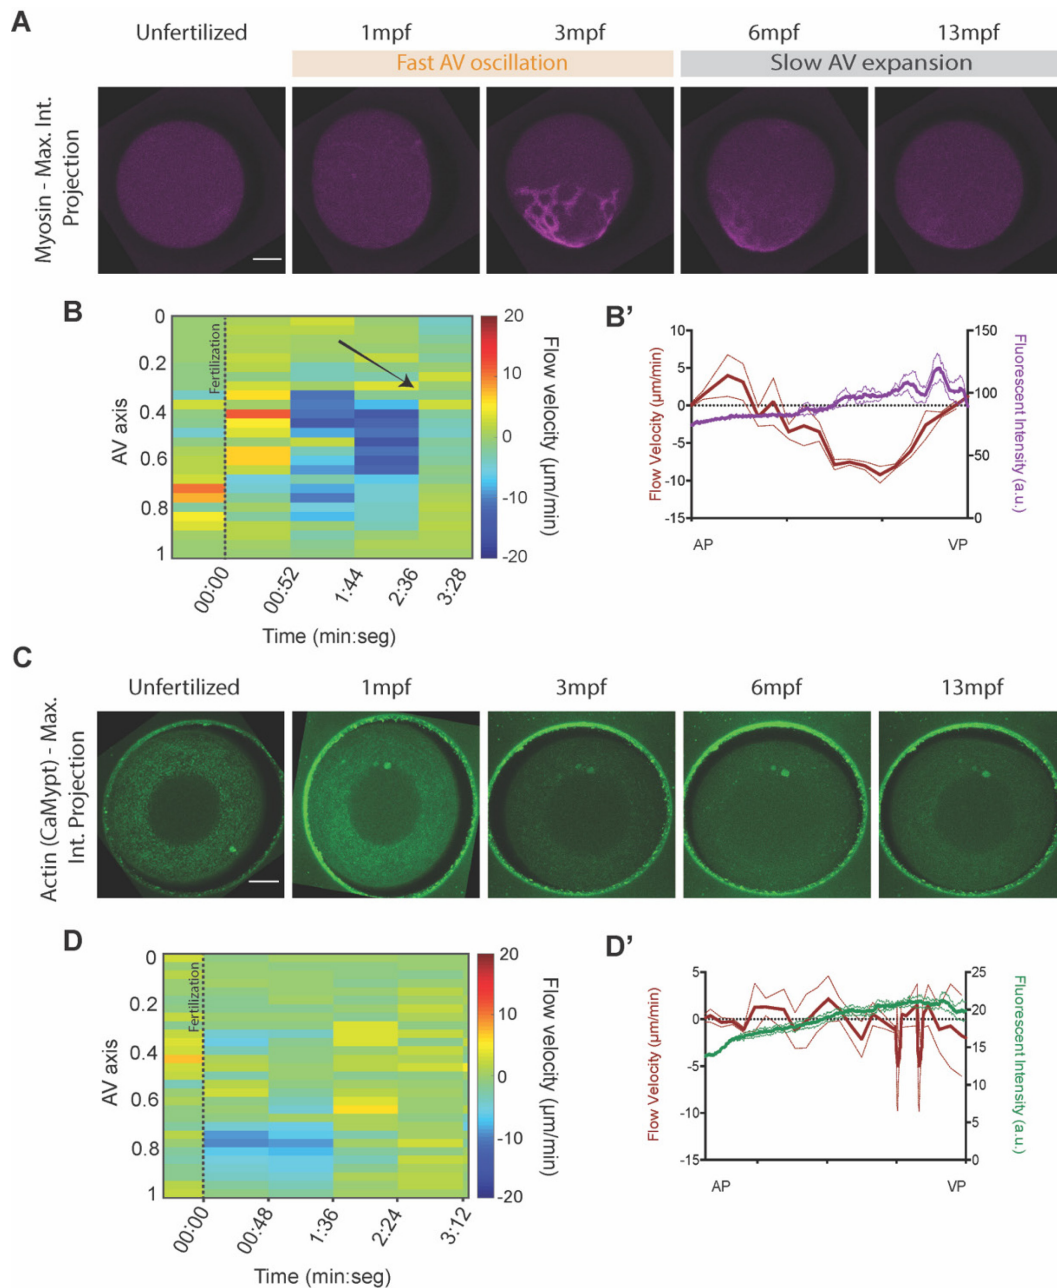 A
Unfertilized 1mpf 3mpf 6mpf 13mpf
Fast AV oscillation Slow AV expansion
Myosin - Max. Int.
Projection
B
0
0.2
0.4
0.6
0.8
1
AV axis
Fertilization
00:00 00:52 1:44 2:36 3:28
Time (min:seg)
20
10
0
-10
-20
Flow velocity (μm/min)
B'
10
5
0
-5
-10
-15
Flow Velocity (μm/min)
150
100
50
0
Fluorescent Intensity (a.u.)
AP VP
C
Unfertilized 1mpf 3mpf 6mpf 13mpf
Actin (CaMypt) - Max.
Int. Projection
D
0
0.2
0.4
0.6
0.8
1
AV axis
Fertilization
00:00 00:48 1:36 2:24 3:12
Time (min:seg)
20
10
0
-10
-20
Flow velocity (μm/min)
D'
5
0
-5
-10
-15
Flow Velocity (μm/min)
25
20
15
10
5
0
Fluorescent Intensity (a.u.)
AP VP